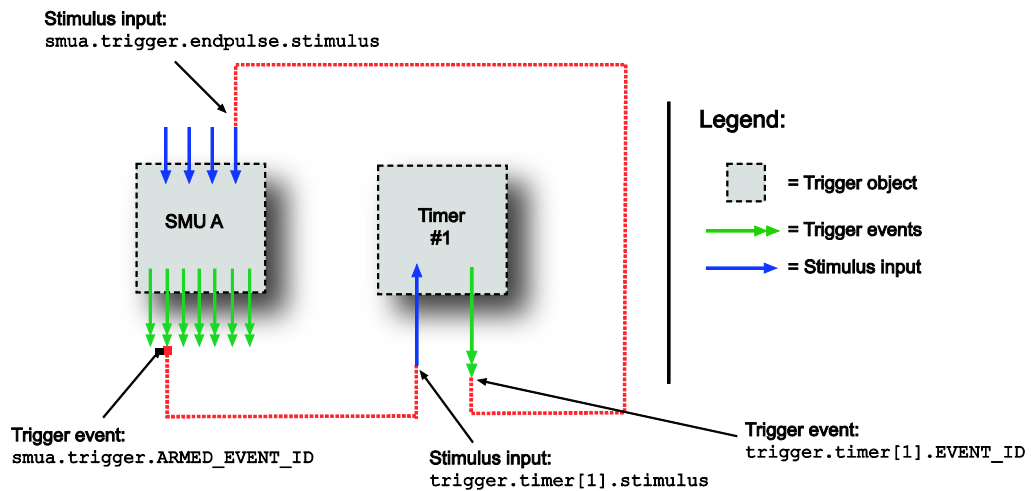 Stimulus input:
smua.trigger.endpulse.stimulus
Legend:
SMU A
Timer
#1
= Trigger object
= Trigger events
= Stimulus input
Trigger event:
smua.trigger.ARMED_EVENT_ID
Stimulus input:
trigger.timer[1].stimulus
Trigger event:
trigger.timer[1].EVENT_ID